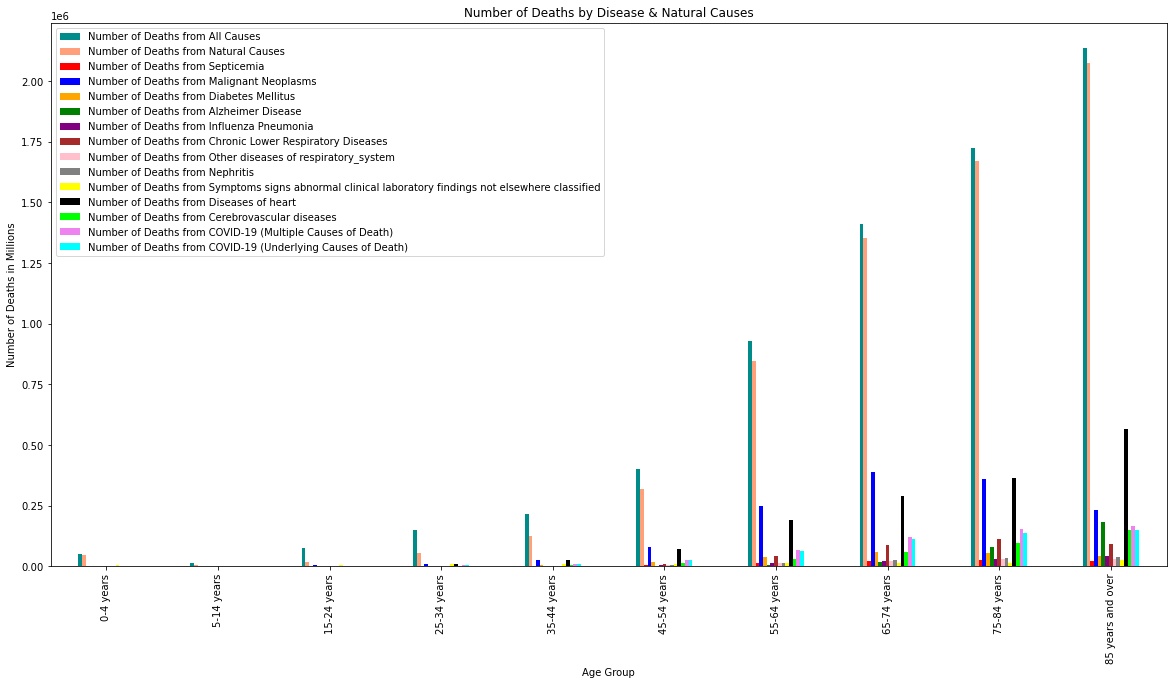 Number of Deaths by Disease & Natural Causes
1e6
Number of Deaths from All Causes
Number of Deaths from Natural Causes
Number of Deaths from Septicemia
Number of Deaths from Malignant Neoplasms
Number of Deaths from Diabetes Mellitus
Number of Deaths from Alzheimer Disease
Number of Deaths from Influenza Pneumonia
Number of Deaths from Chronic Lower Respiratory Diseases
Number of Deaths from Other diseases of respiratory_system
Number of Deaths from Nephritis
Number of Deaths from Symptoms signs abnormal clinical laboratory findings not elsewhere classified
Number of Deaths from Diseases of heart
Number of Deaths from Cerebrovascular diseases
Number of Deaths from COVID-19 (Multiple Causes of Death)
Number of Deaths from COVID-19 (Underlying Causes of Death)
Number of Deaths in Millions
2.00
1.75
1.50
1.25
1.00
0.75
0.50
0.25
0.00
0-4 years
5-14 years
15-24 years
25-34 years
35-44 years
45-54 years
55-64 years
65-74 years
75-84 years
85 years and over
Age Group